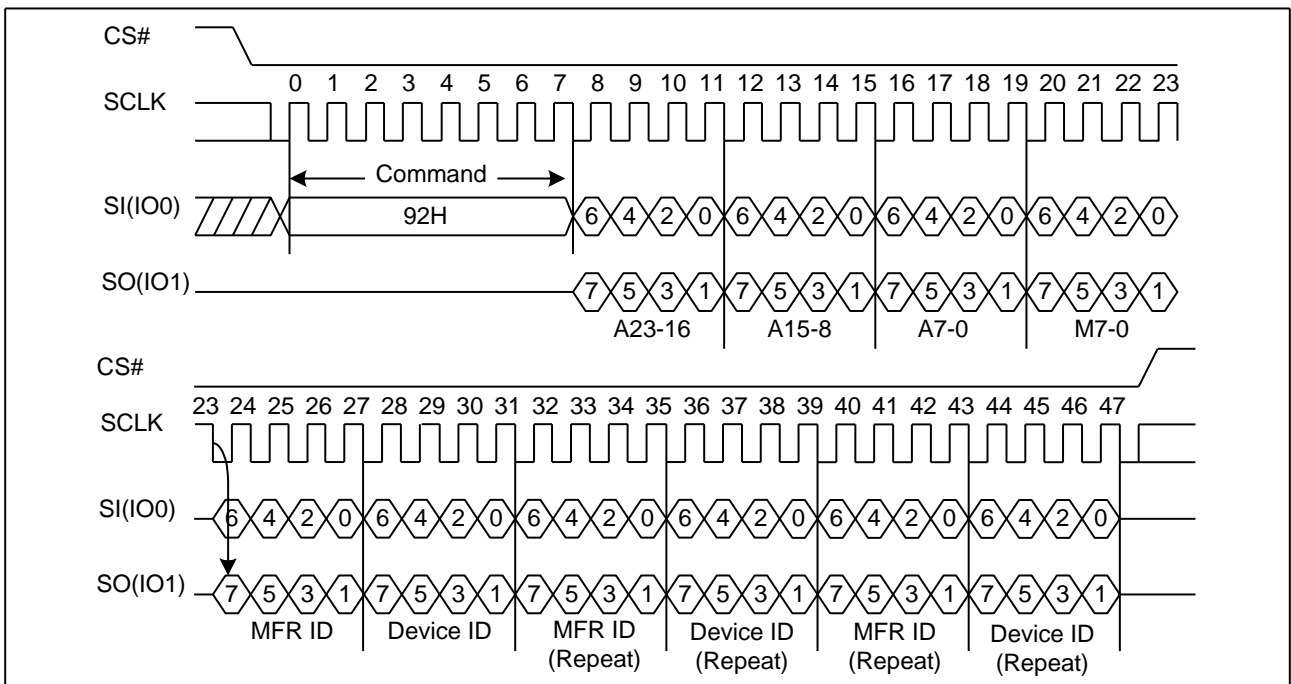 CS#
0 1 2 3 4 5 6 7 8 9 10 11 12 13 14 15 16 17 18 19 20 21 22 23
SCLK
Command
SI(IO0)
92H
6 4 2 0 6 4 2 0 6 4 2 0 6 4 2 0
SO(IO1)
7 5 3 1 7 5 3 1 7 5 3 1 7 5 3 1
A23-16 A15-8 A7-0 M7-0
CS#
23 24 25 26 27 28 29 30 31 32 33 34 35 36 37 38 39 40 41 42 43 44 45 46 47
SCLK
SI(IO0)
6 4 2 0 6 4 2 0 6 4 2 0 6 4 2 0 6 4 2 0 6 4 2 0
SO(IO1)
7 5 3 1 7 5 3 1 7 5 3 1 7 5 3 1 7 5 3 1 7 5 3 1
MFR ID Device ID MFR ID Device ID MFR ID Device ID
(Repeat) (Repeat) (Repeat) (Repeat)